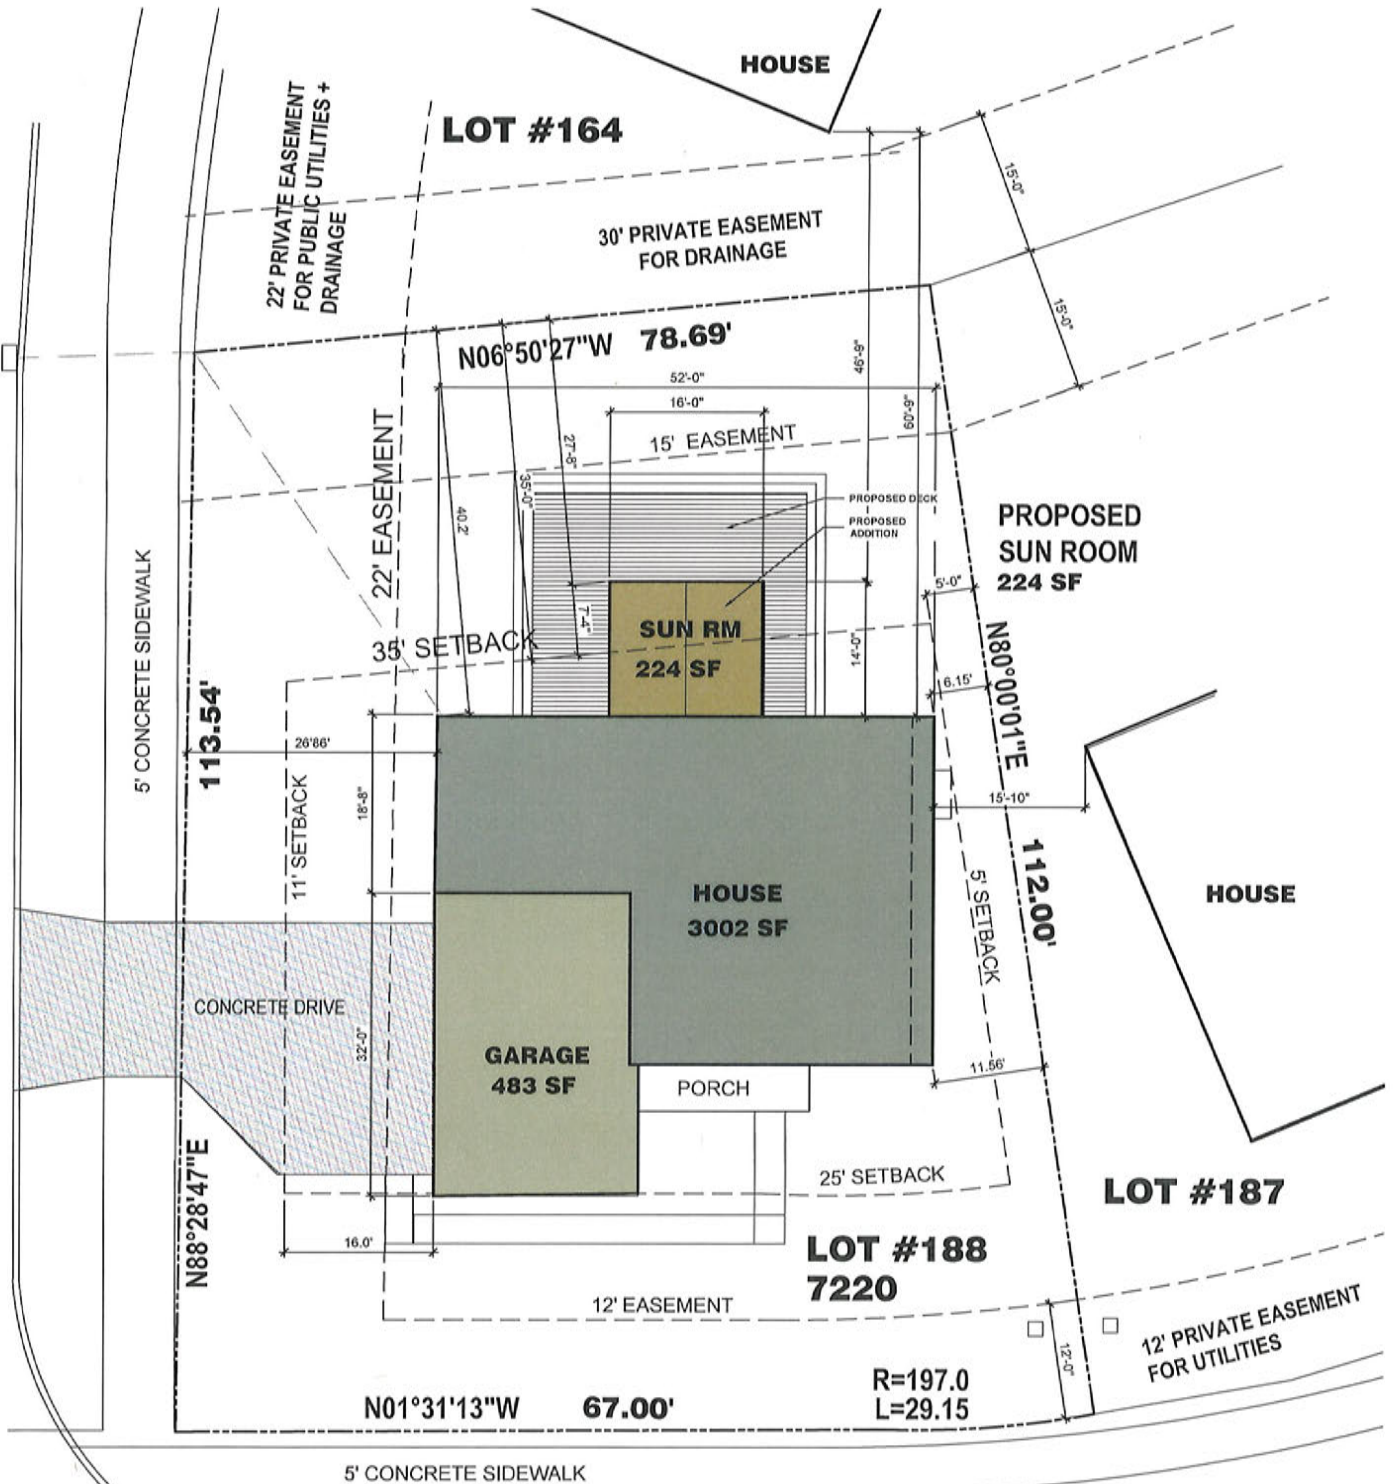 HOUSE
LOT #164
22' PRIVATE EASEMENT
FOR PUBLIC UTILITIES +
DRAINAGE
30' PRIVATE EASEMENT
FOR DRAINAGE
15'-0"
15'-0"
N06°50'27"W 78.69'
52'-0"
16'-0"
46'-9"
60'-9"
15' EASEMENT
27'-8"
35'-0"
40.2'
22' EASEMENT
PROPOSED DECK
PROPOSED
ADDITION
PROPOSED
SUN ROOM
224 SF
5'-0"
SUN RM
224 SF
7'-4"
14'-0"
35' SETBACK
6.15'
N80°00'01"E
112.00'
5' CONCRETE SIDEWALK
113.54'
26'86'
11' SETBACK
18'-8"
15'-10"
HOUSE
3002 SF
5' SETBACK
HOUSE
CONCRETE DRIVE
32'-0"
GARAGE
483 SF
PORCH
11.56'
N88°28'47"E
25' SETBACK
LOT #187
16.0'
LOT #188
7220
12' EASEMENT
12' PRIVATE EASEMENT
FOR UTILITIES
12'-0"
R=197.0
L=29.15
N01°31'13"W 67.00'
5' CONCRETE SIDEWALK